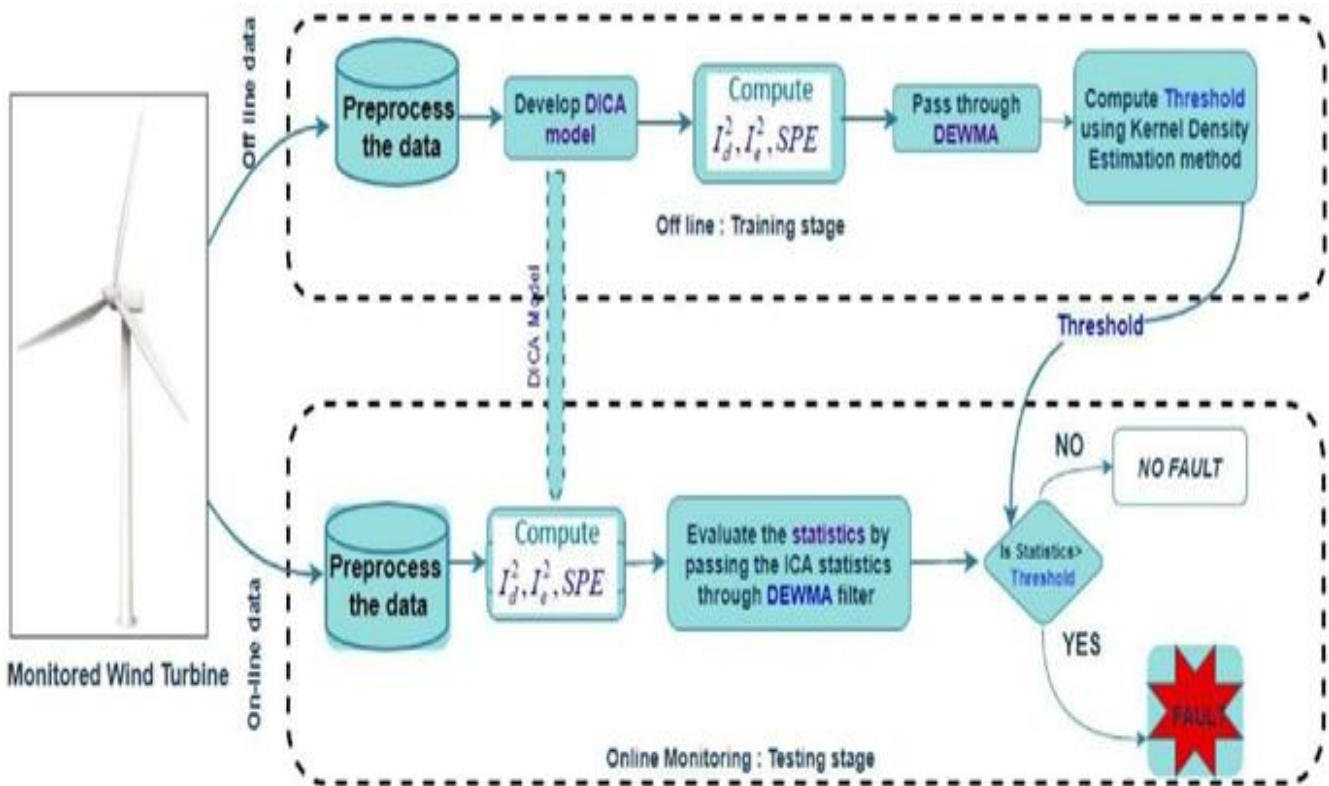 Off line data
Preprocess
the data
Develop DICA
model
Compute
I_d^2, I_e^2, SPE
Pass through
DEWMA
Compute Threshold
using Kernel Density
Estimation method
Off line : Training stage
DICA Model
Threshold
Monitored Wind Turbine
On-line data
Preprocess
the data
Compute
I_d^2, I_e^2, SPE
Evaluate the statistics by
passing the ICA statistics
through DEWMA filter
Is Statistics>
Threshold
NO
NO FAULT
YES
FAULT
Online Monitoring : Testing stage